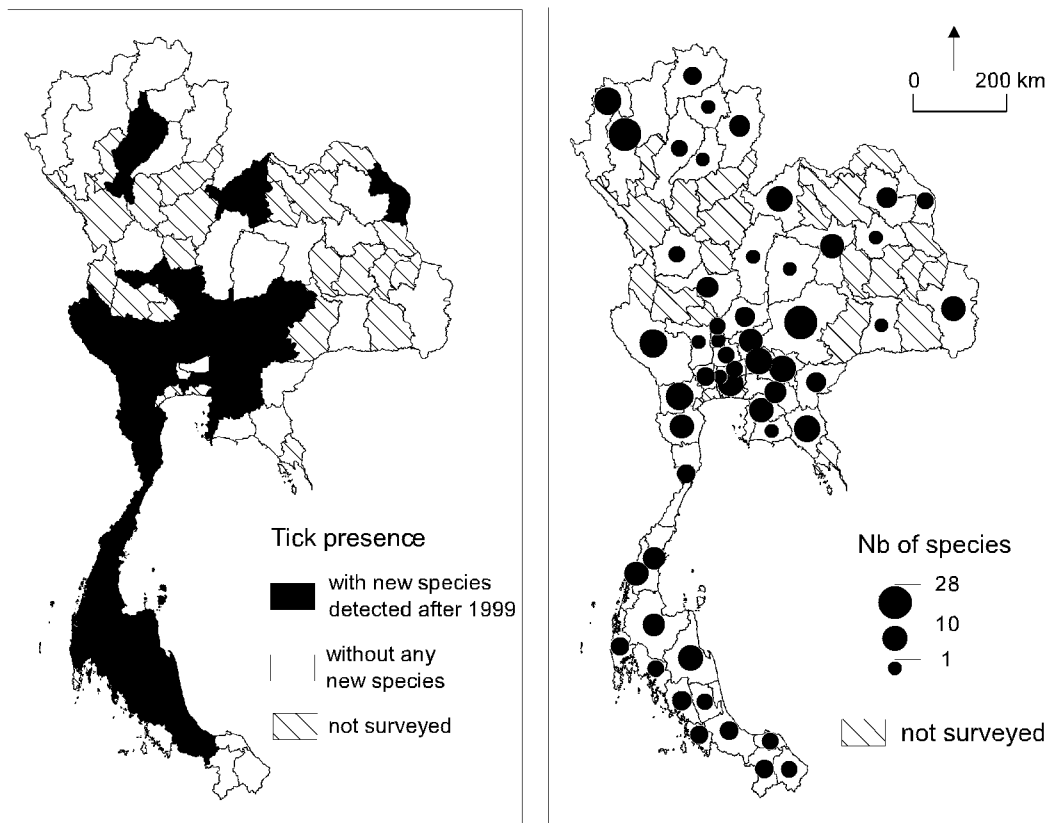 Tick presence
with new species
detected after 1999
without any
new species
not surveyed
0 200 km
Nb of species
28
10
1
not surveyed